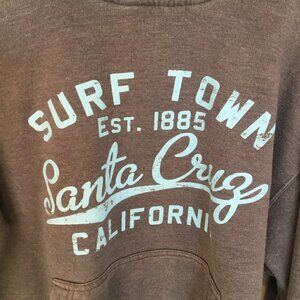 SURF TOWN
EST. 1885
Santa Cruz
CALIFORNI